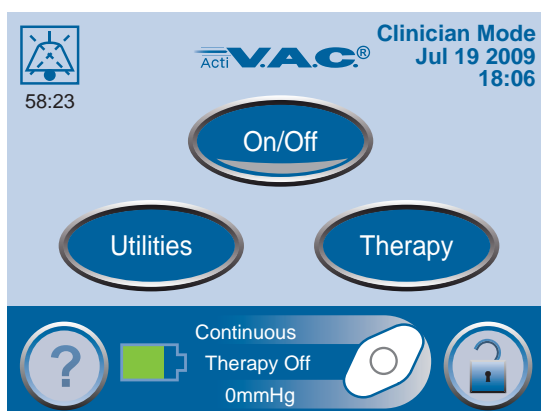 Clinician Mode
Acti V.A.C.® Jul 19 2009
18:06
58:23
On/Off
Utilities Therapy
Continuous
? Therapy Off
0mmHg